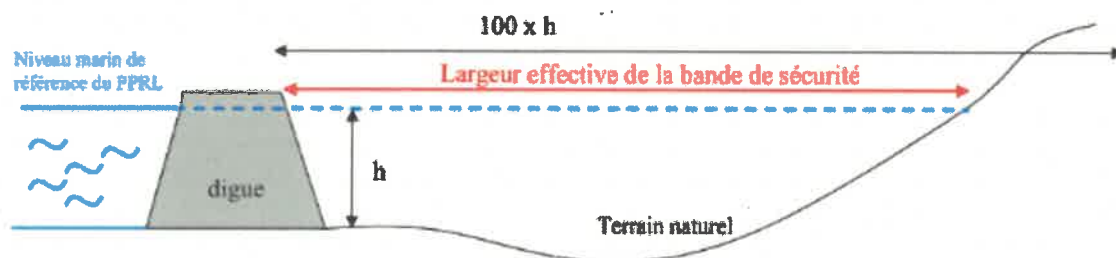 100 x h
Niveau marin de
référence du PPRL
Largeur effective de la bande de sécurité
h
digue
Terrain naturel